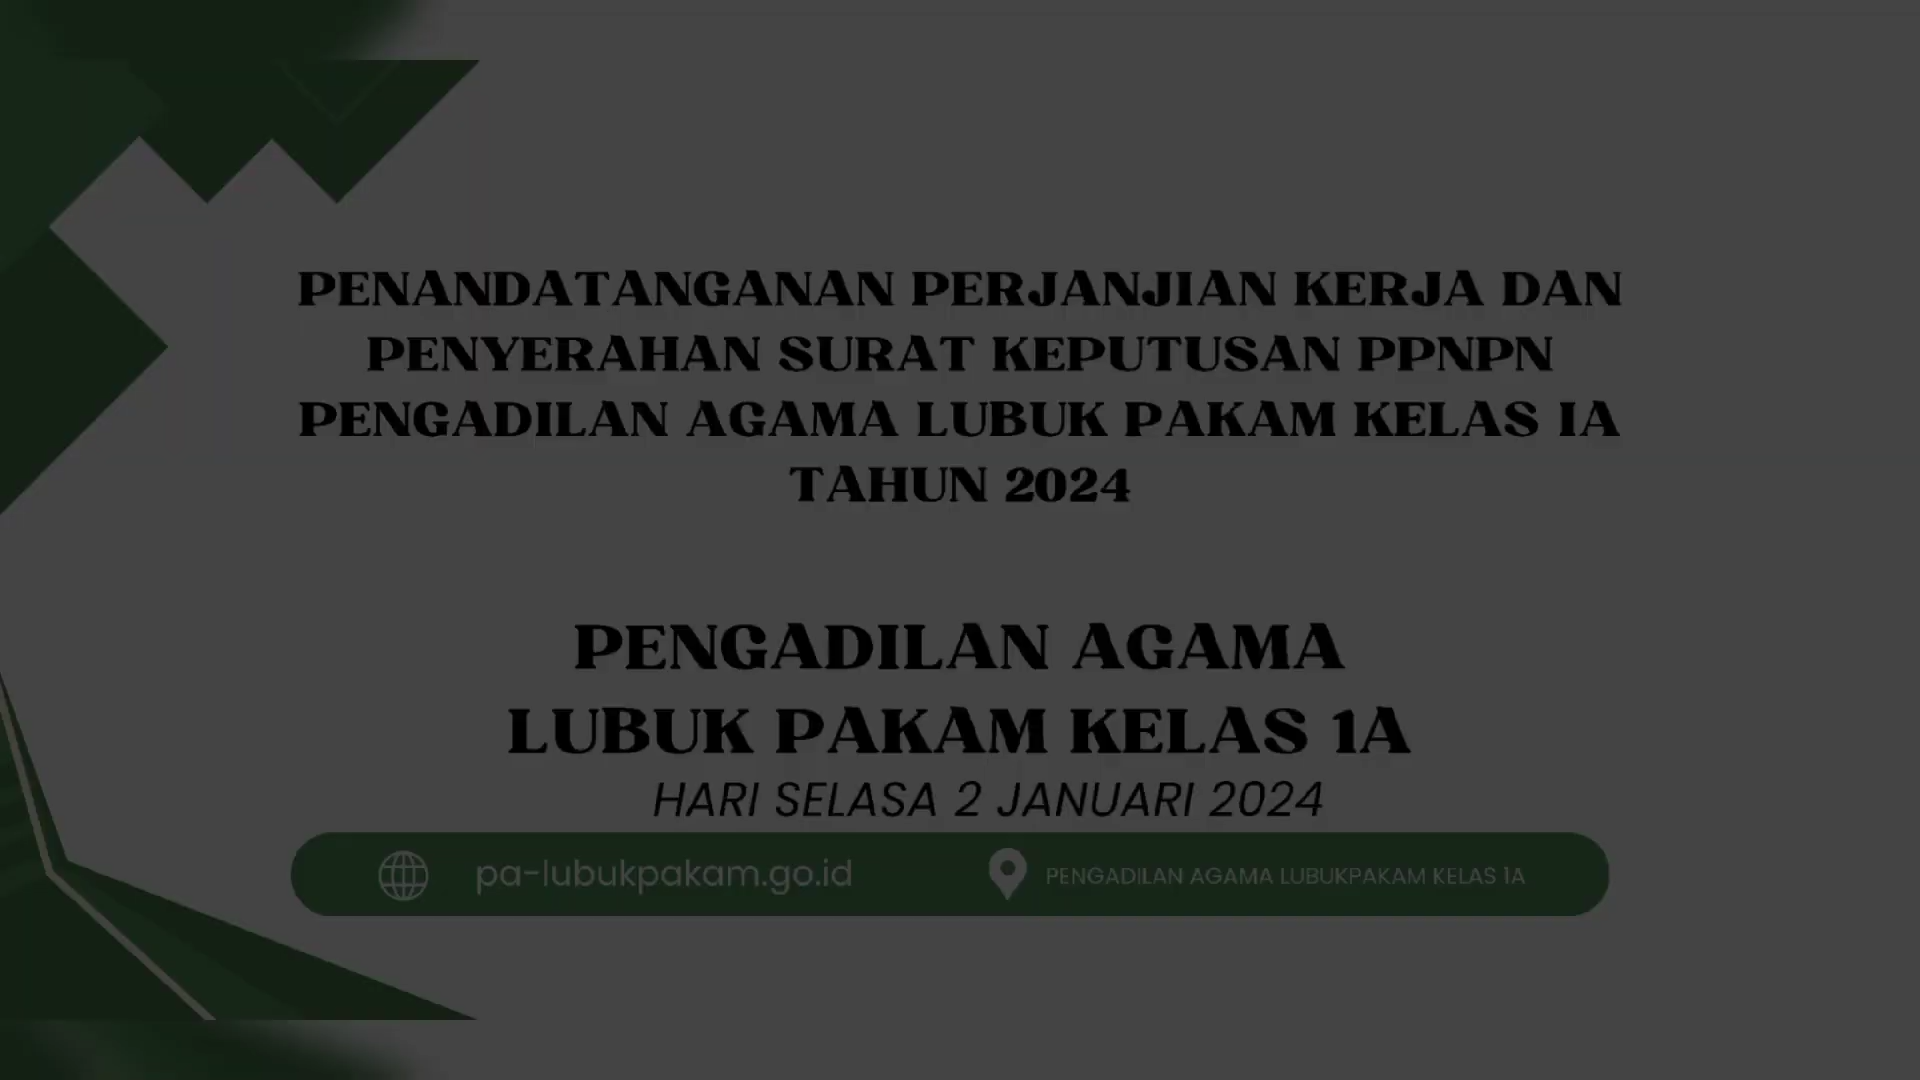 PENANDATANGANAN PERJANJIAN KERJA DAN
PENYERAHAN SURAT KEPUTUSAN PPNPN
PENGADILAN AGAMA LUBUK PAKAM KELAS 1A
TAHUN 2024
PENGADILAN AGAMA
LUBUK PAKAM KELAS 1A
HARI SELASA 2 JANUARI 2024
pa-lubukpakam.go.id
PENGADILAN AGAMA LUBUKPAKAM KELAS 1A